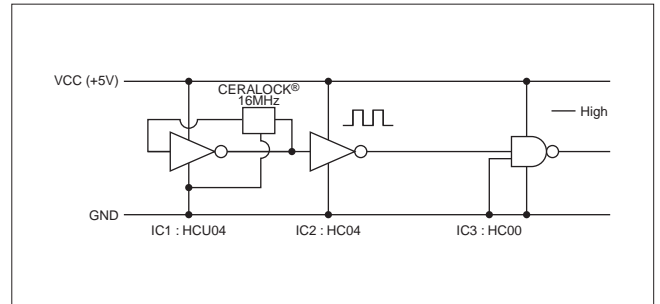 VCC (+5V)
CERALOCK®
16MHz
High
GND
IC1 : HCU04
IC2 : HC04
IC3 : HC00